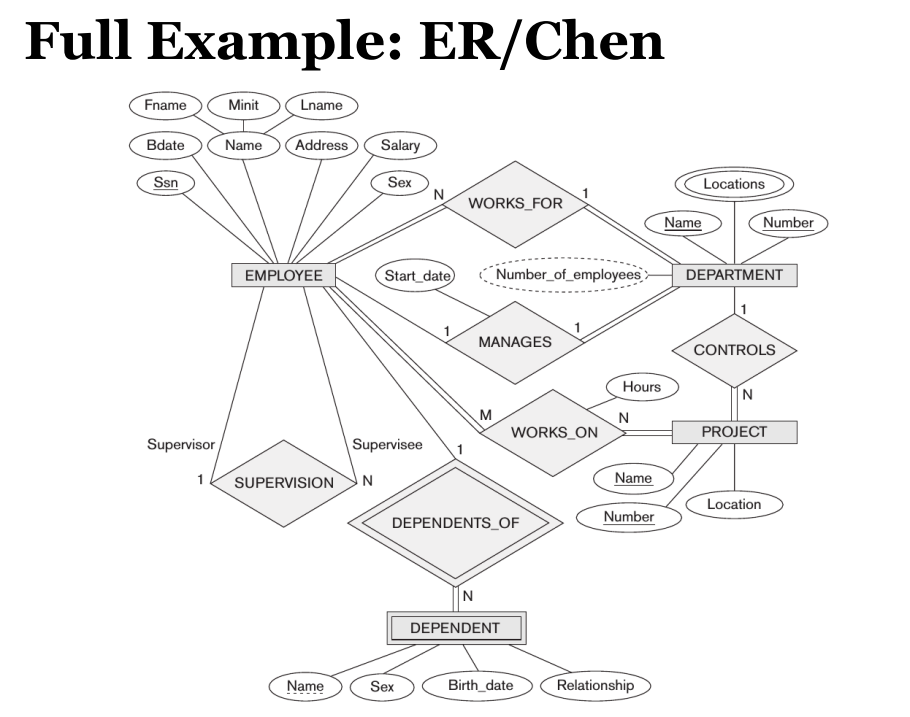 Full Example: ER/Chen
Fname
Minit
Lname
Bdate
Name
Address
Salary
Ssn
Sex
N
WORKS_FOR
1
Locations
Name
Number
EMPLOYEE
Start_date
Number_of_employees
DEPARTMENT
1
MANAGES
1
1
CONTROLS
N
Hours
M
WORKS_ON
N
PROJECT
Supervisor
Supervisee
1
SUPERVISION
N
1
Name
Number
Location
DEPENDENTS_OF
N
DEPENDENT
Name
Sex
Birth_date
Relationship